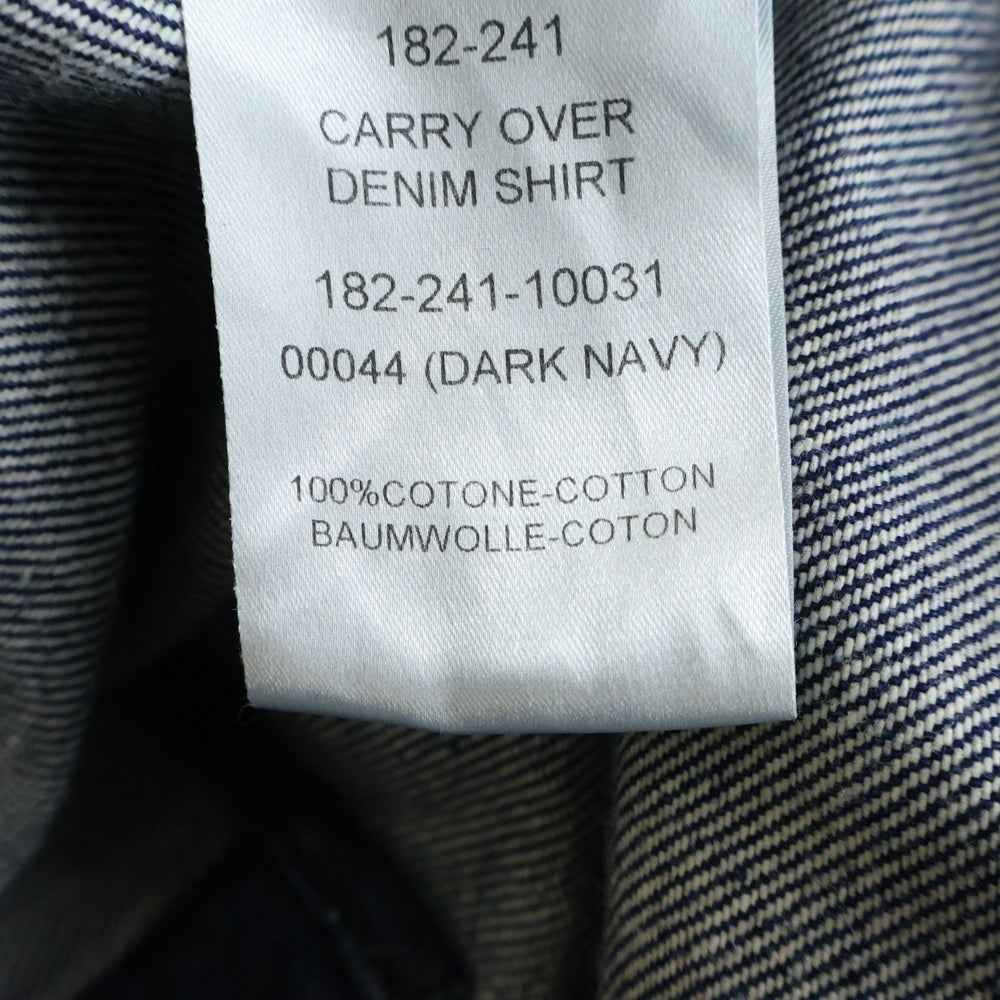 182-241
CARRY OVER
DENIM SHIRT
182-241-10031
00044 (DARK NAVY)
100%COTONE-COTTON
BAUMWOLLE-COTON